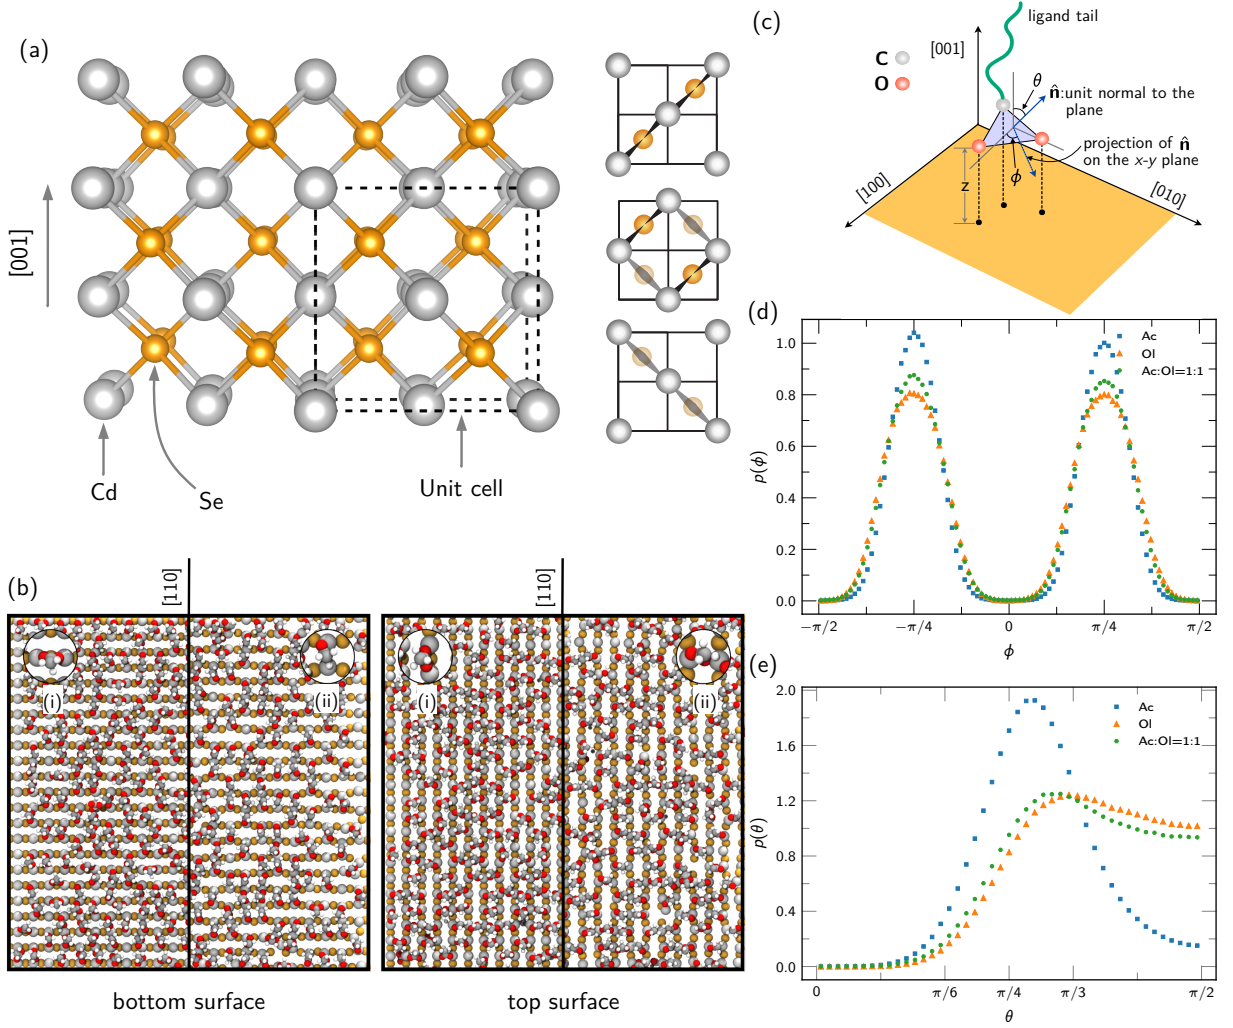 (a)
[001]
Cd
Se
Unit cell
(b)
[110]
[110]
(i)
(ii)
(i)
(ii)
bottom surface
top surface
(c)
ligand tail
[001]
C
O
θ
n̂:unit normal to the
plane
projection of n̂
on the x-y plane
z
ϕ
[100]
[010]
(d)
Ac
Ol
Ac:Ol=1:1
p(ϕ)
1.0
0.8
0.6
0.4
0.2
0.0
−π/2
−π/4
0
π/4
π/2
ϕ
(e)
Ac
Ol
Ac:Ol=1:1
p(θ)
2.0
1.6
1.2
0.8
0.4
0.0
0
π/6
π/4
π/3
π/2
θ